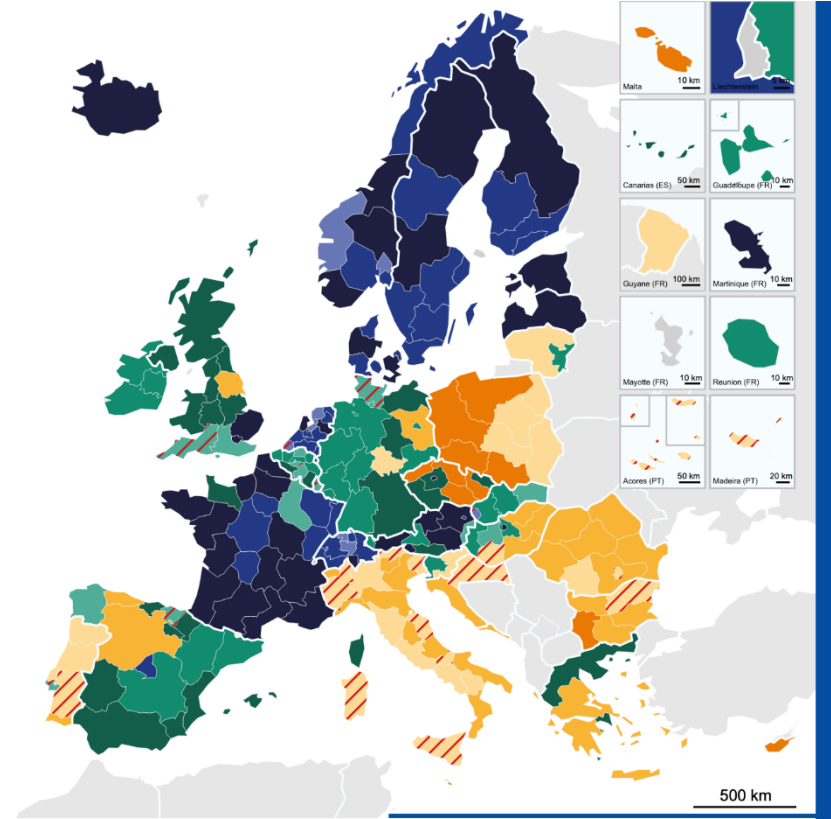 Malta
10 km
Liechtenstein
5 km
Canarias (ES)
50 km
Guadeloupe (FR)
10 km
Guyane (FR)
100 km
Martinique (FR)
10 km
Mayotte (FR)
10 km
Reunion (FR)
10 km
Acores (PT)
50 km
Madeira (PT)
20 km
500 km